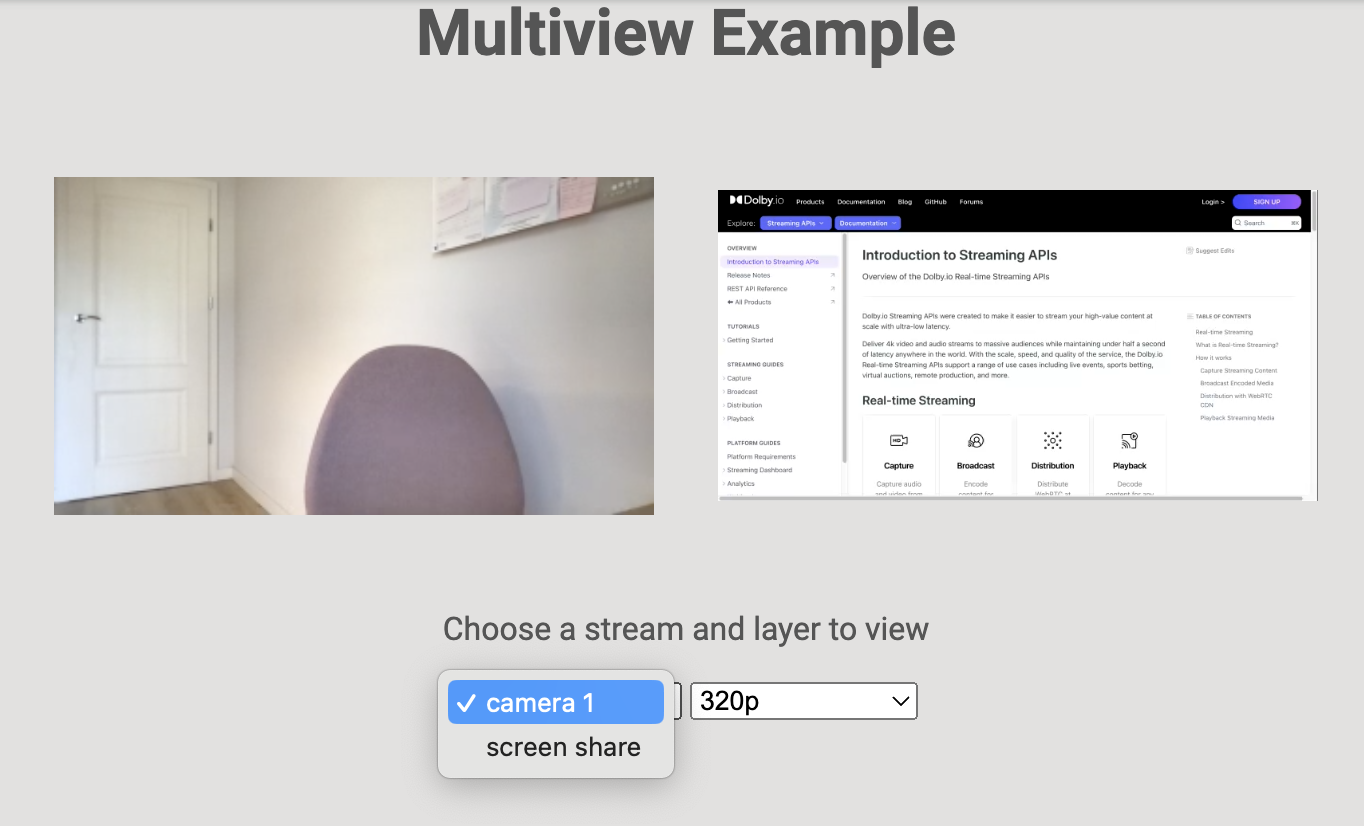 Multiview Example
Dolby.io Products Documentation Blog GitHub Forums Login > SIGN UP
Explore: Streaming APIs Documentation Search ⌘K
OVERVIEW
Introduction to Streaming APIs
Release Notes
REST API Reference
All Products
TUTORIALS
Getting Started
STREAMING GUIDES
Capture
Broadcast
Distribution
Playback
PLATFORM GUIDES
Platform Requirements
Streaming Dashboard
Analytics
Introduction to Streaming APIs
Overview of the Dolby.io Real-time Streaming APIs
Dolby.io Streaming APIs were created to make it easier to stream your high-value content at
scale with ultra-low latency.
Deliver 4k video and audio streams to massive audiences while maintaining under half a second
of latency anywhere in the world. With the scale, speed, and quality of the service, the Dolby.io
Real-time Streaming APIs support a range of use cases including live events, sports betting,
virtual auctions, remote production, and more.
Real-time Streaming
Capture
Capture audio
and video from
Broadcast
Encode
content for
Distribution
Distribute
WebRTC at
Playback
Decode
content for any
Suggest Edits
TABLE OF CONTENTS
Real-time Streaming
What is Real-time Streaming?
How it works
Capture Streaming Content
Broadcast Encoded Media
Distribution with WebRTC
CDN
Playback Streaming Media
Choose a stream and layer to view
camera 1
screen share
320p